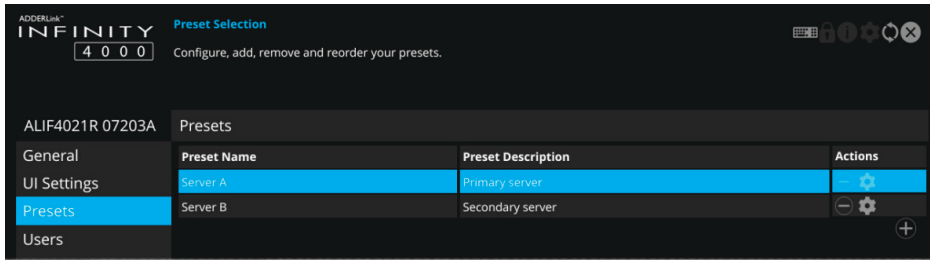 ADDERLink™
INFINITY
4000
Preset Selection
Configure, add, remove and reorder your presets.
ALIF4021R 07203A
Presets
General
UI Settings
Presets
Users
Preset Name Preset Description Actions
Server A Primary server
Server B Secondary server